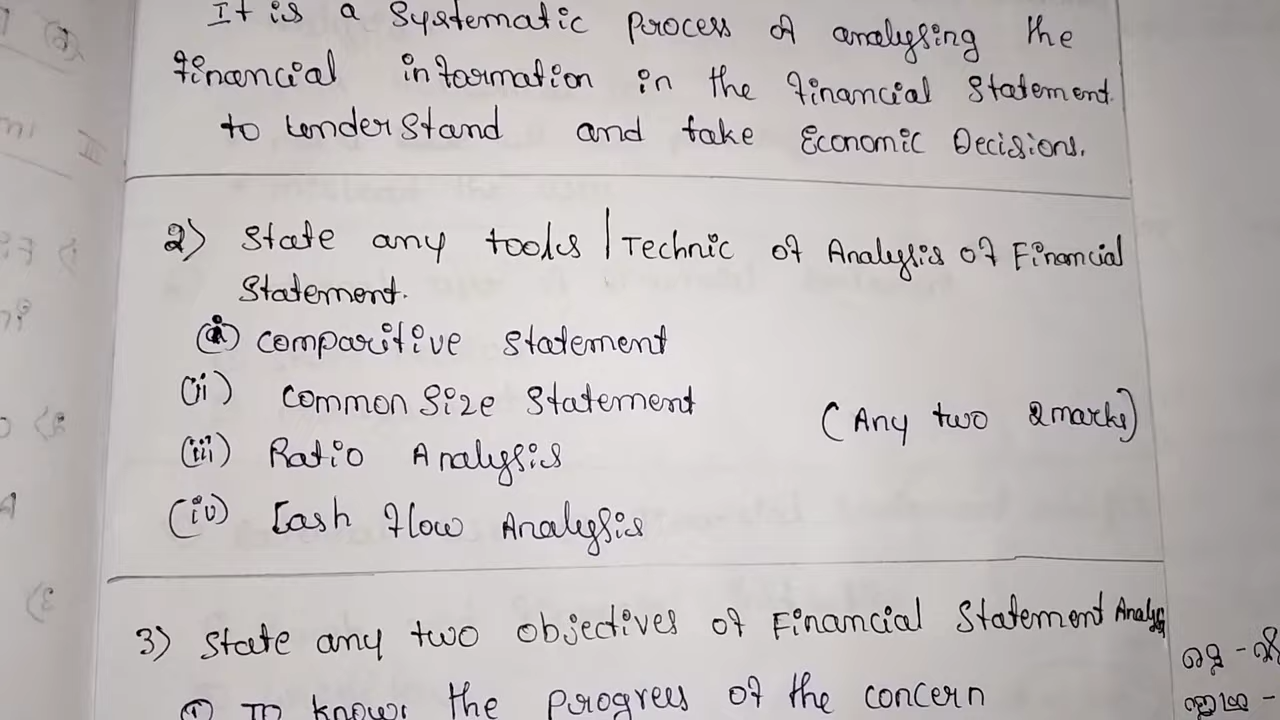 It is a systematic process of analysing the
financial information in the financial statement
to understand and take Economic Decisions.
2) State any tools | Technic of Analysis of Financial
Statement.
(i) Comparitive Statement
(ii) Common Size Statement
(Any two 2 marks)
(iii) Ratio Analysis
(iv) Cash flow Analysis
3) State any two objectives of Financial Statement Analysis
① To know the progress of the concern